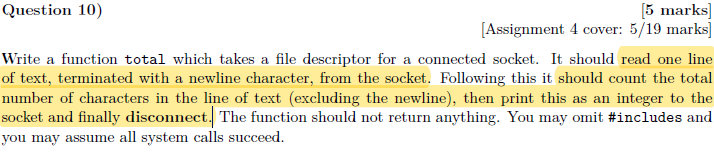 Question 10) [5 marks]
[Assignment 4 cover: 5/19 marks]
Write a function total which takes a file descriptor for a connected socket. It should read one line
of text, terminated with a newline character, from the socket. Following this it should count the total
number of characters in the line of text (excluding the newline), then print this as an integer to the
socket and finally disconnect. The function should not return anything. You may omit #includes and
you may assume all system calls succeed.